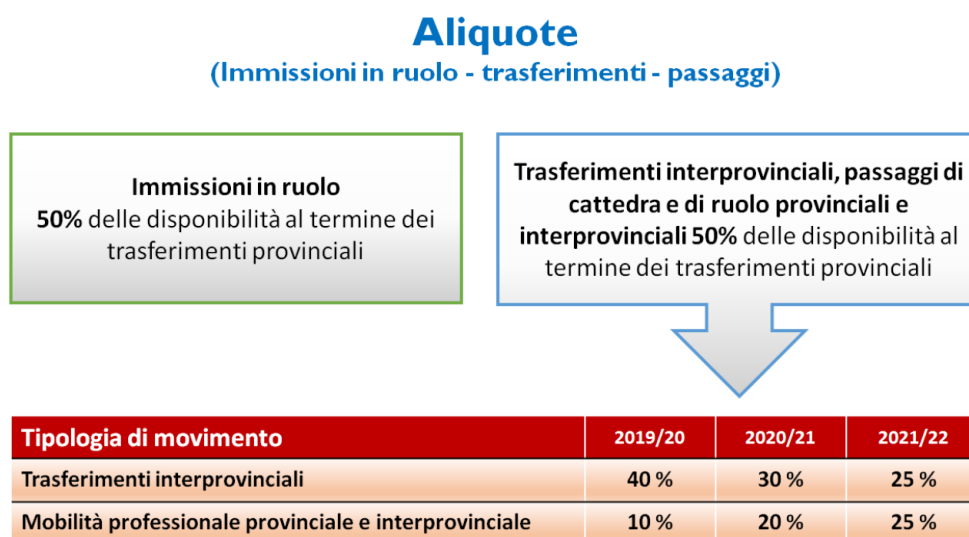 Aliquote
(Immissioni in ruolo - trasferimenti - passaggi)
Immissioni in ruolo
50% delle disponibilità al termine dei
trasferimenti provinciali
Trasferimenti interprovinciali, passaggi di
cattedra e di ruolo provinciali e
interprovinciali 50% delle disponibilità al
termine dei trasferimenti provinciali
Tipologia di movimento 2019/20 2020/21 2021/22
Trasferimenti interprovinciali 40 % 30 % 25 %
Mobilità professionale provinciale e interprovinciale 10 % 20 % 25 %